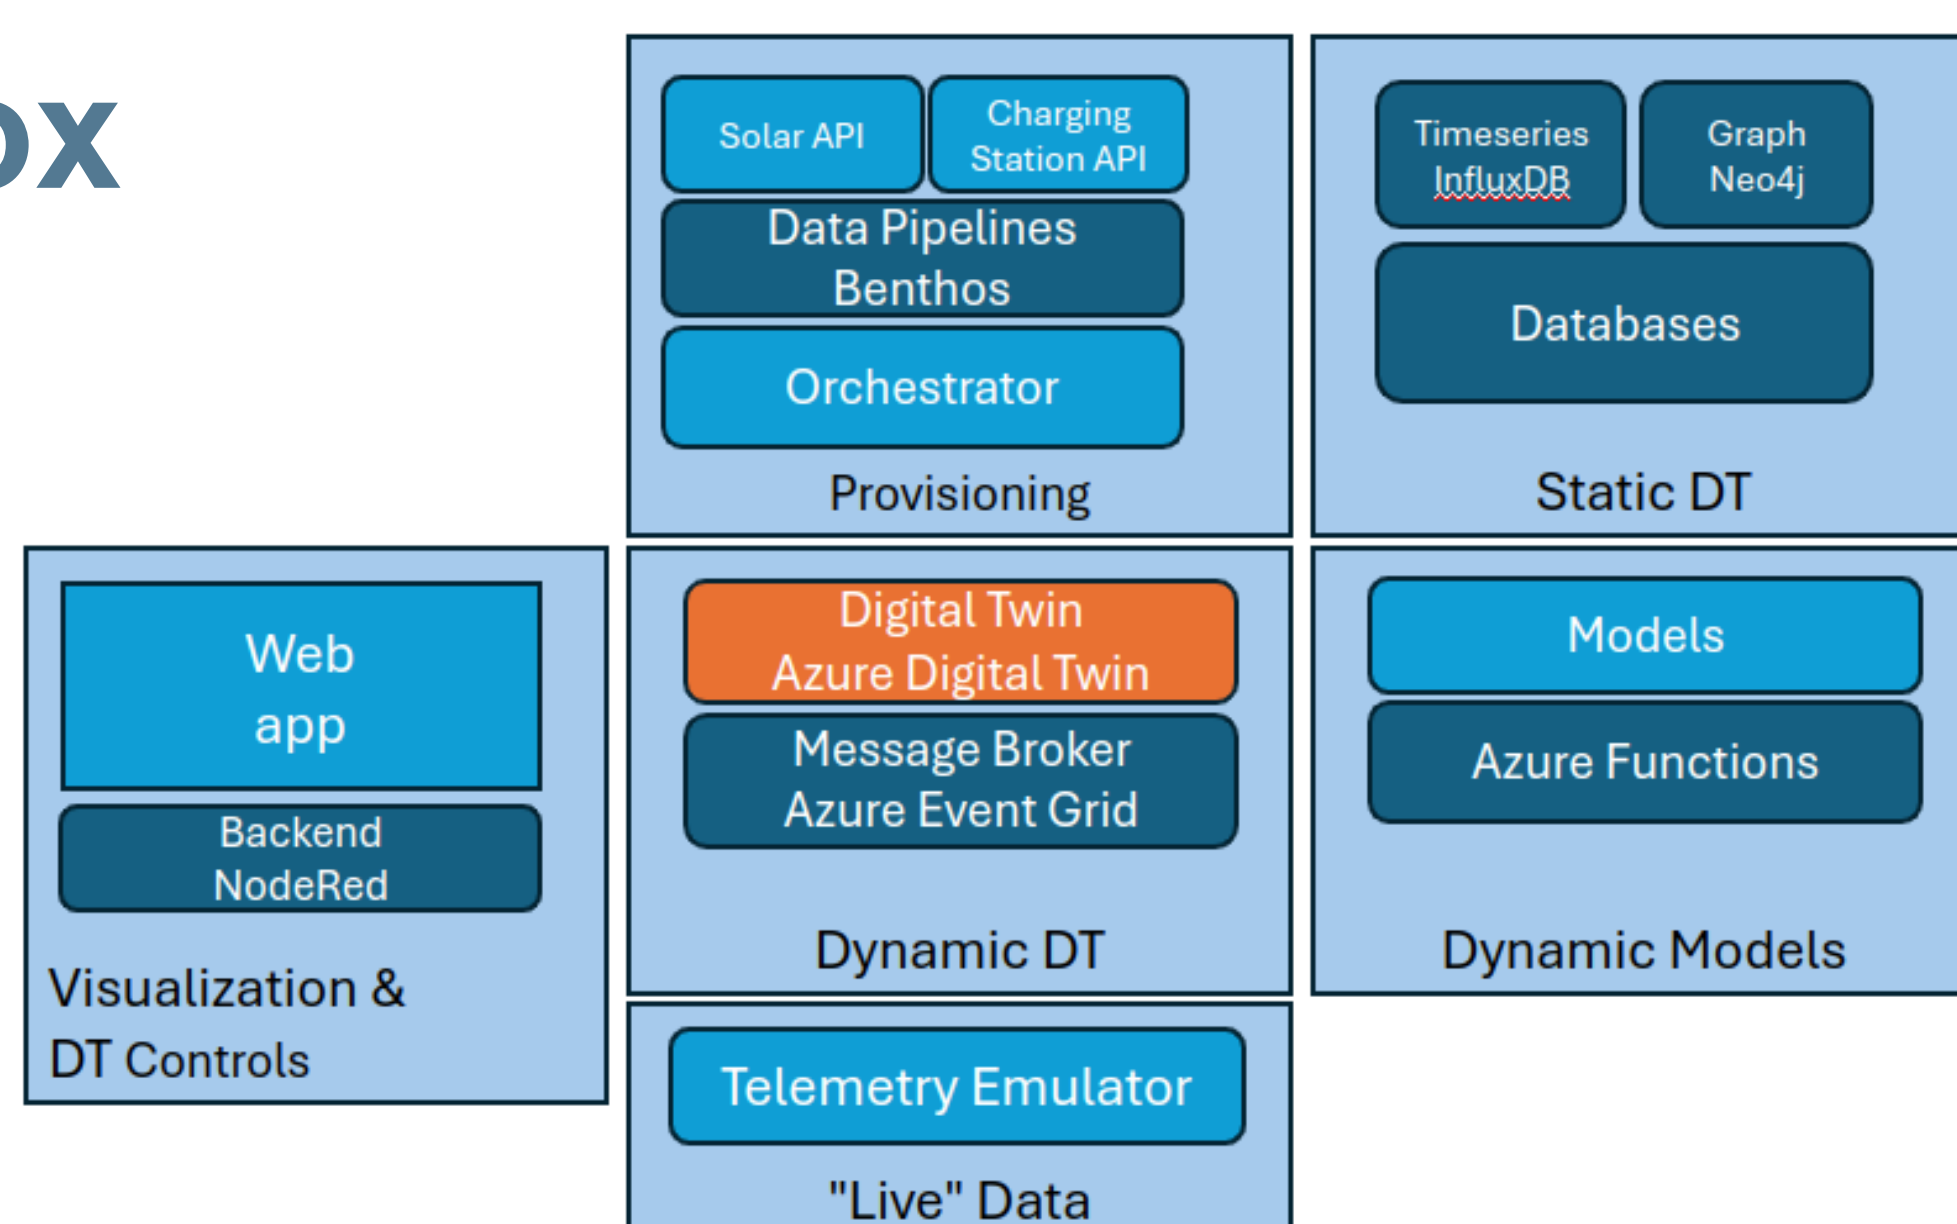 ox
Solar API
Charging
Station API
Data Pipelines
Benthos
Orchestrator
Provisioning
Timeseries
InfluxDB
Graph
Neo4j
Databases
Static DT
Web
app
Backend
NodeRed
Visualization &
DT Controls
Digital Twin
Azure Digital Twin
Message Broker
Azure Event Grid
Dynamic DT
Models
Azure Functions
Dynamic Models
Telemetry Emulator
"Live" Data